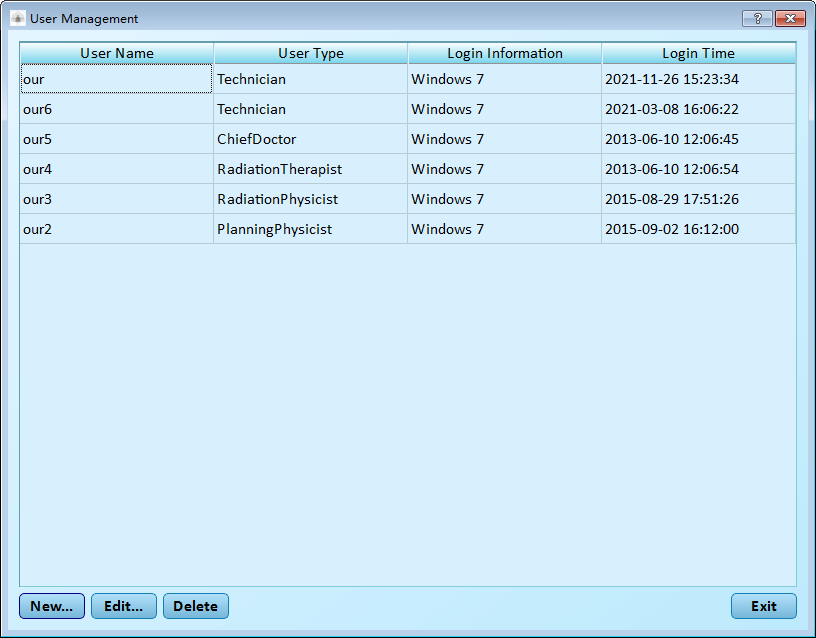 User Management
User Name User Type Login Information Login Time
our Technician Windows 7 2021-11-26 15:23:34
our6 Technician Windows 7 2021-03-08 16:06:22
our5 ChiefDoctor Windows 7 2013-06-10 12:06:45
our4 RadiationTherapist Windows 7 2013-06-10 12:06:54
our3 RadiationPhysicist Windows 7 2015-08-29 17:51:26
our2 PlanningPhysicist Windows 7 2015-09-02 16:12:00
New... Edit... Delete Exit